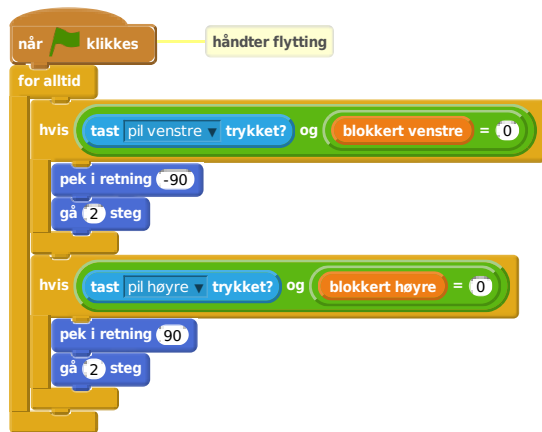 når klikkes
håndter flytting
for alltid
hvis tast pil venstre ▼ trykket? og blokkert venstre = 0
pek i retning -90
gå 2 steg
hvis tast pil høyre ▼ trykket? og blokkert høyre = 0
pek i retning 90
gå 2 steg